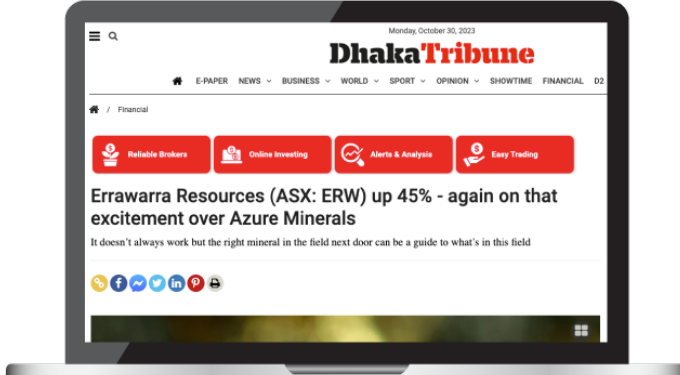 Monday, October 30, 2023
DhakaTribune
E-PAPER NEWS BUSINESS WORLD SPORT OPINION SHOWTIME FINANCIAL D2
/ Financial
Reliable Brokers Online Investing Alerts & Analysis Easy Trading
Errawarra Resources (ASX: ERW) up 45% - again on that
excitement over Azure Minerals
It doesn't always work but the right mineral in the field next door can be a guide to what's in this field